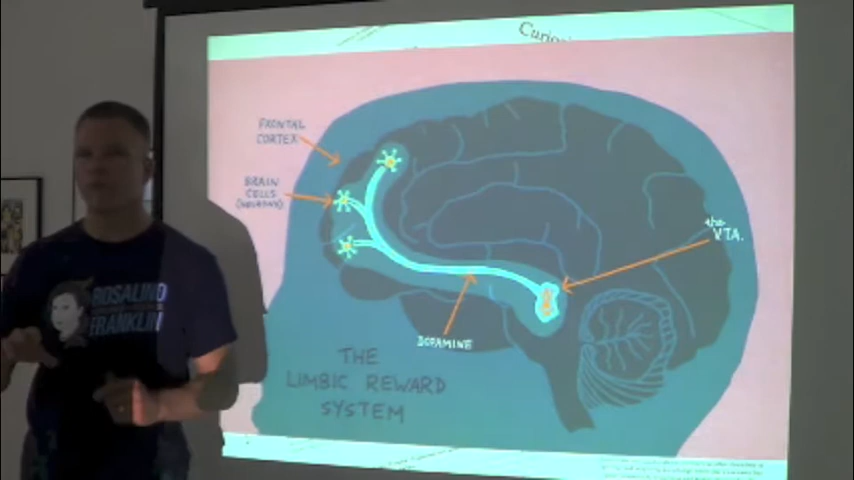 FRONTAL
CORTEX
BRAIN
CELLS
(NEURONS)
the
VTA.
DOPAMINE
THE
LIMBIC REWARD
SYSTEM
ROSALIND
FRANKLIN